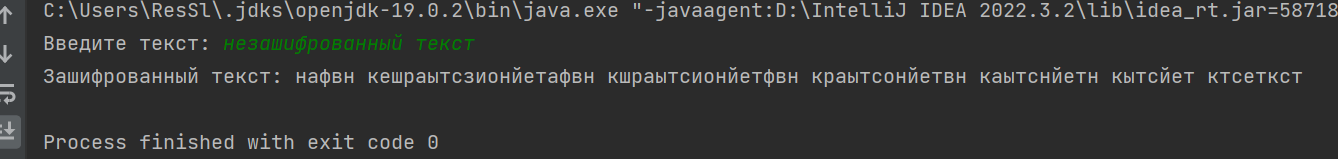 C:\Users\ResSl\.jdks\openjdk-19.0.2\bin\java.exe "-javaagent:D:\IntelliJ IDEA 2022.3.2\lib\idea_rt.jar=58718
Введите текст: незашифрованный текст
Зашифрованный текст: нафвн кешраытсзионйетафвн кшраытсионйетфвн краытсонйетвн каытснйетн кытсйет ктсеткст
Process finished with exit code 0